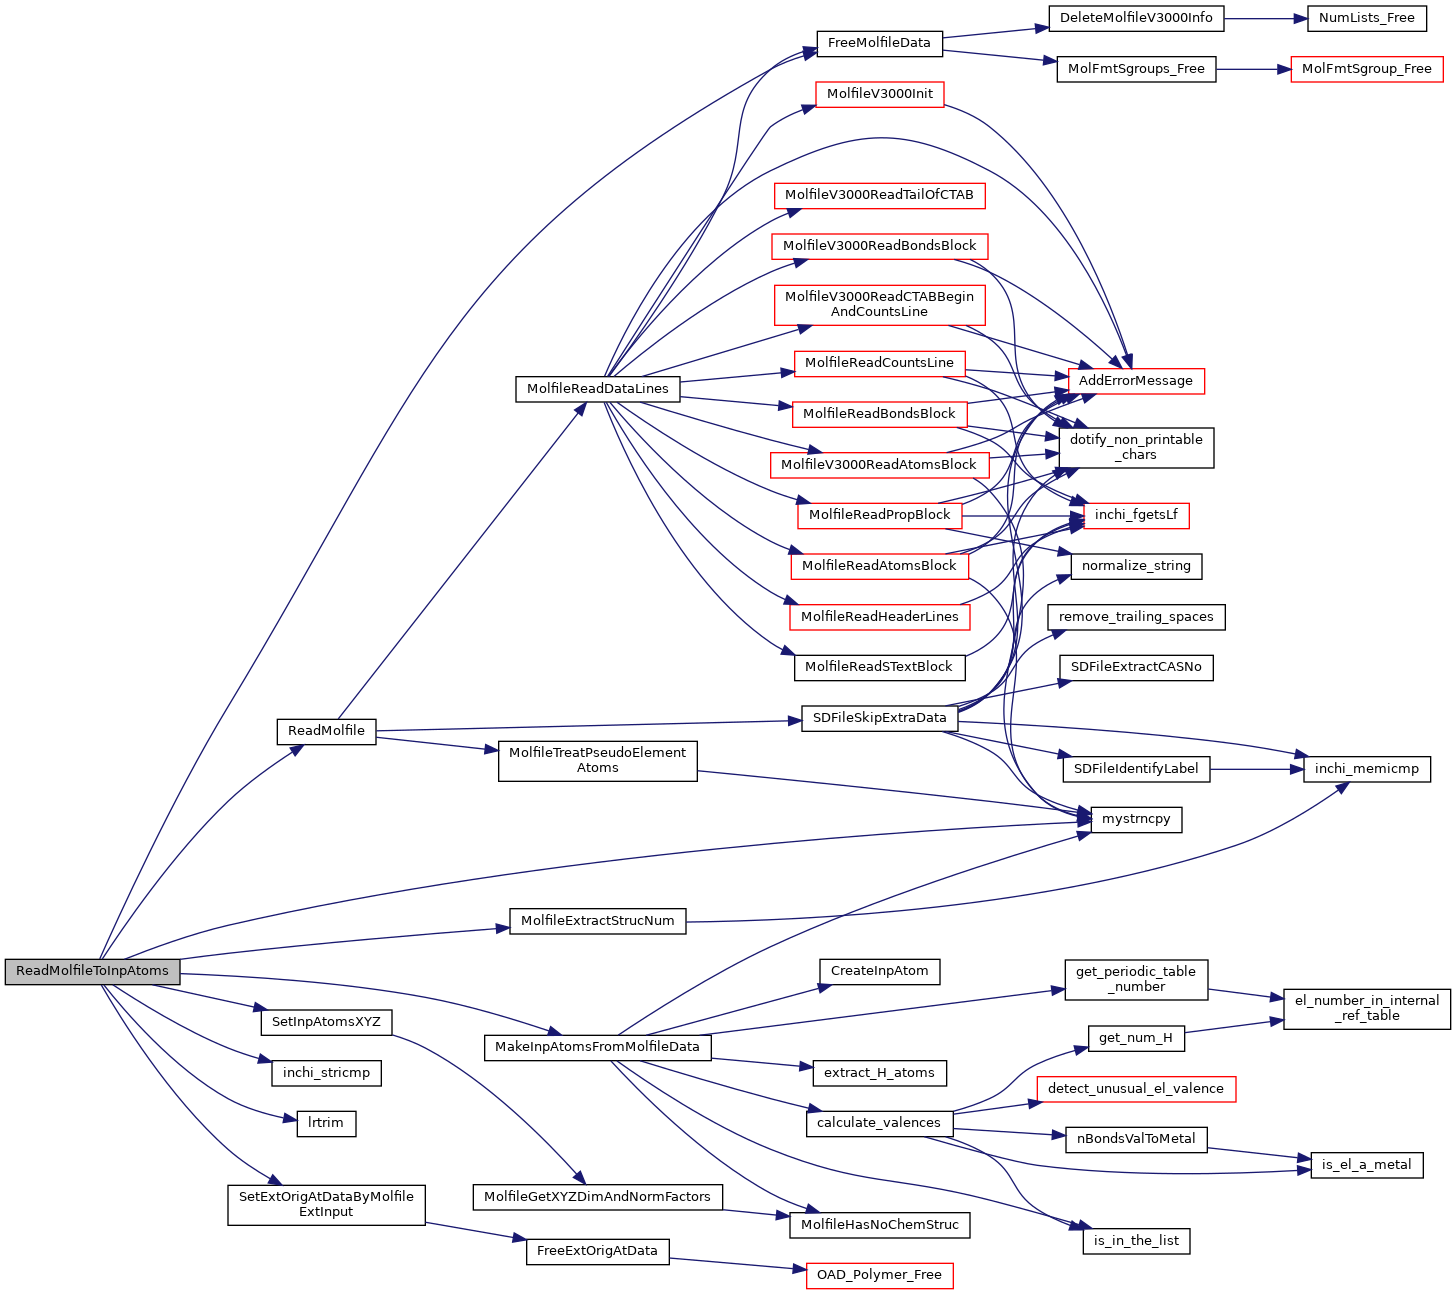 DeleteMolfileV3000Info
NumLists_Free
FreeMolfileData
MolFmtSgroups_Free
MolFmtSgroup_Free
MolfileV3000Init
MolfileV3000ReadTailOfCTAB
MolfileV3000ReadBondsBlock
MolfileV3000ReadCTABBegin
AndCountsLine
MolfileReadCountsLine
AddErrorMessage
MolfileReadDataLines
MolfileReadBondsBlock
dotify_non_printable
_chars
MolfileV3000ReadAtomsBlock
MolfileReadPropBlock
inchi_fgetsLf
MolfileReadAtomsBlock
normalize_string
MolfileReadHeaderLines
remove_trailing_spaces
MolfileReadSTextBlock
SDFileExtractCASNo
SDFileSkipExtraData
ReadMolfile
MolfileTreatPseudoElement
Atoms
SDFileIdentifyLabel
inchi_memicmp
mystrncpy
MolfileExtractStrucNum
ReadMolfileToInpAtoms
CreateInpAtom
get_periodic_table
_number
el_number_in_internal
_ref_table
SetInpAtomsXYZ
get_num_H
MakeInpAtomsFromMolfileData
inchi_stricmp
extract_H_atoms
detect_unusual_el_valence
lrtrim
calculate_valences
nBondsValToMetal
is_el_a_metal
SetExtOrigAtDataByMolfile
ExtInput
MolfileGetXYZDimAndNormFactors
MolfileHasNoChemStruc
is_in_the_list
FreeExtOrigAtData
OAD_Polymer_Free